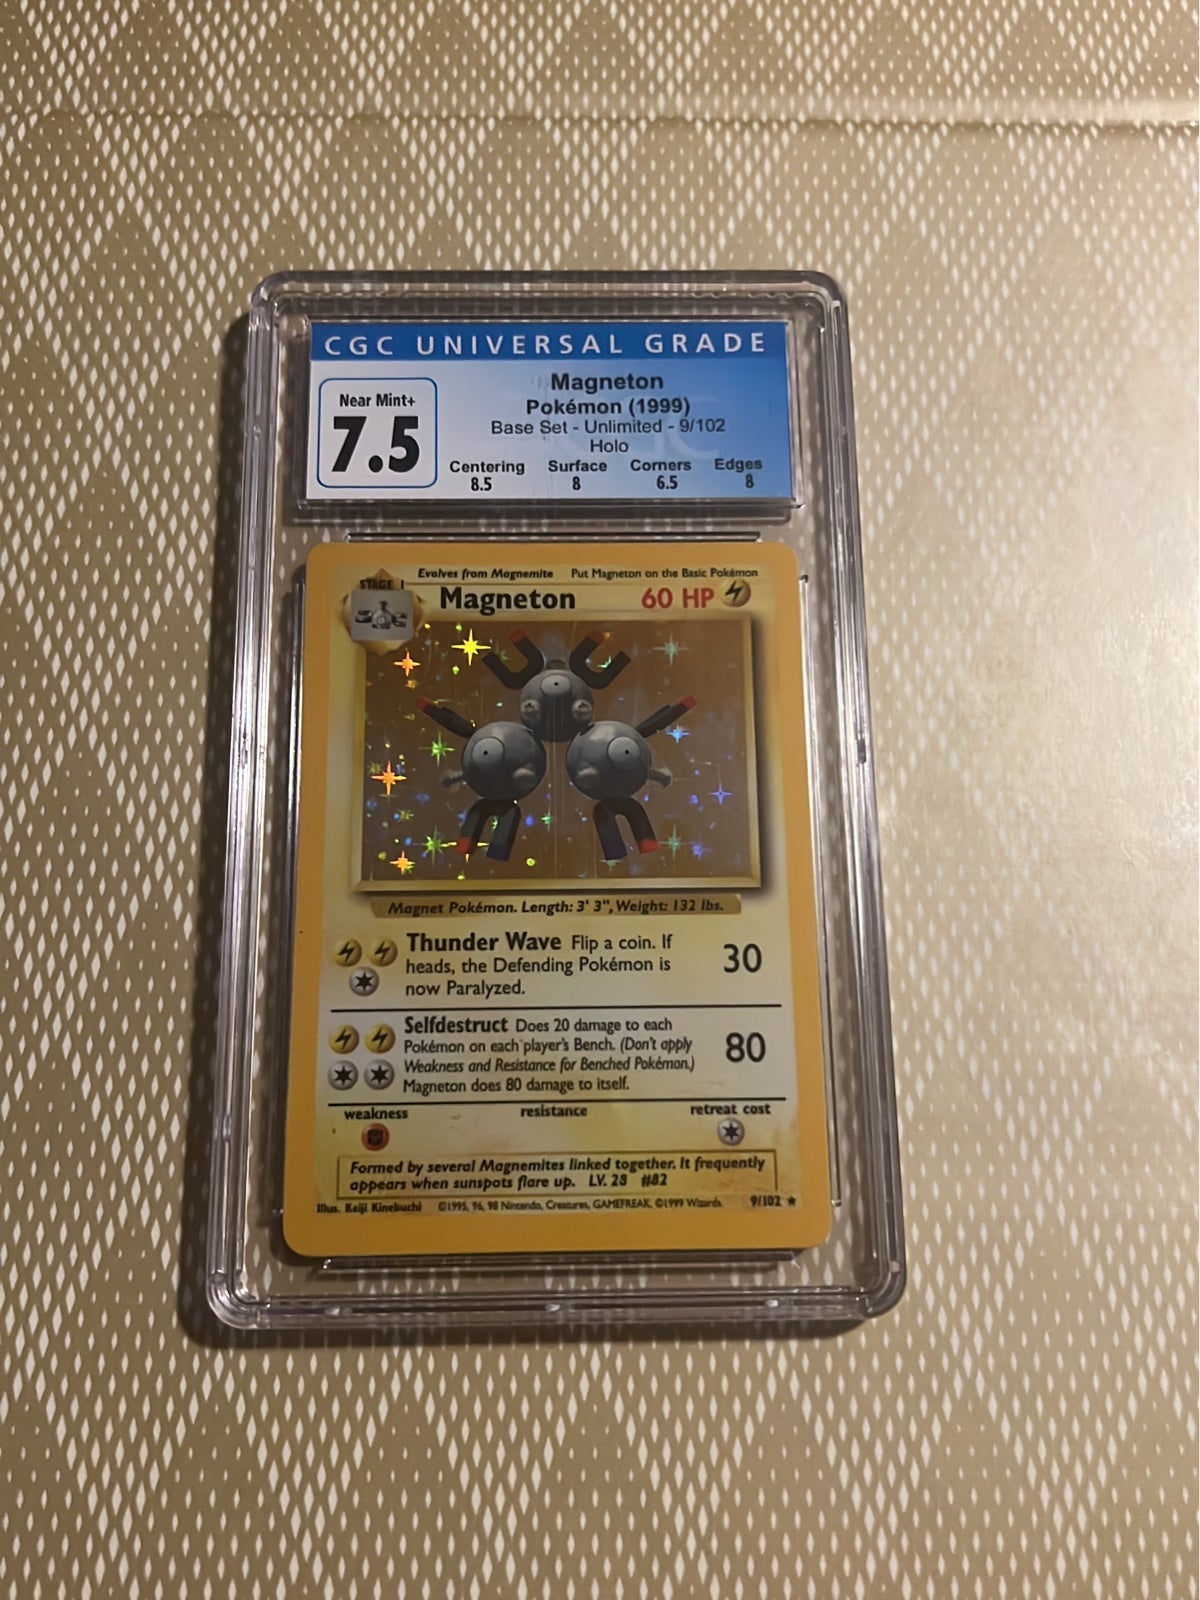 CGC UNIVERSAL GRADE
Near Mint+
7.5
Magneton
Pokémon (1999)
Base Set - Unlimited - 9/102
Holo
Centering Surface Corners Edges
8.5 8 6.5 8
STAGE 1
Evolves from Magnemite Put Magneton on the Basic Pokémon
Magneton 60 HP
Magnet Pokémon. Length: 3' 3", Weight: 132 lbs.
Thunder Wave Flip a coin. If
heads, the Defending Pokémon is
now Paralyzed.
30
Selfdestruct Does 20 damage to each
Pokémon on each player's Bench. (Don't apply
Weakness and Resistance for Benched Pokémon.)
Magneton does 80 damage to itself.
80
weakness resistance retreat cost
Formed by several Magnemites linked together. It frequently
appears when sunspots flare up. LV. 28 #82
Illus. Keiji Kinebuchi ©1995, 96, 98 Nintendo, Creatures, GAMEFREAK. ©1999 Wizards. 9/102 ★